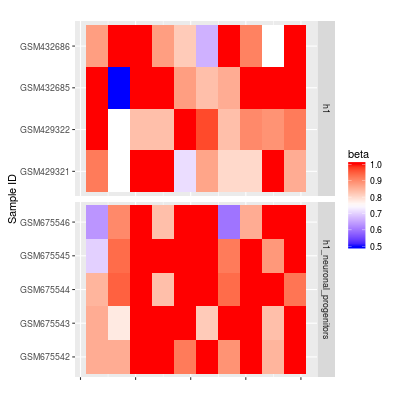 GSM432686
GSM432685
GSM429322
GSM429321
h1
GSM675546
GSM675545
GSM675544
GSM675543
GSM675542
h1_neuronal_progenitors
Sample ID
beta
1.0
0.9
0.8
0.7
0.6
0.5